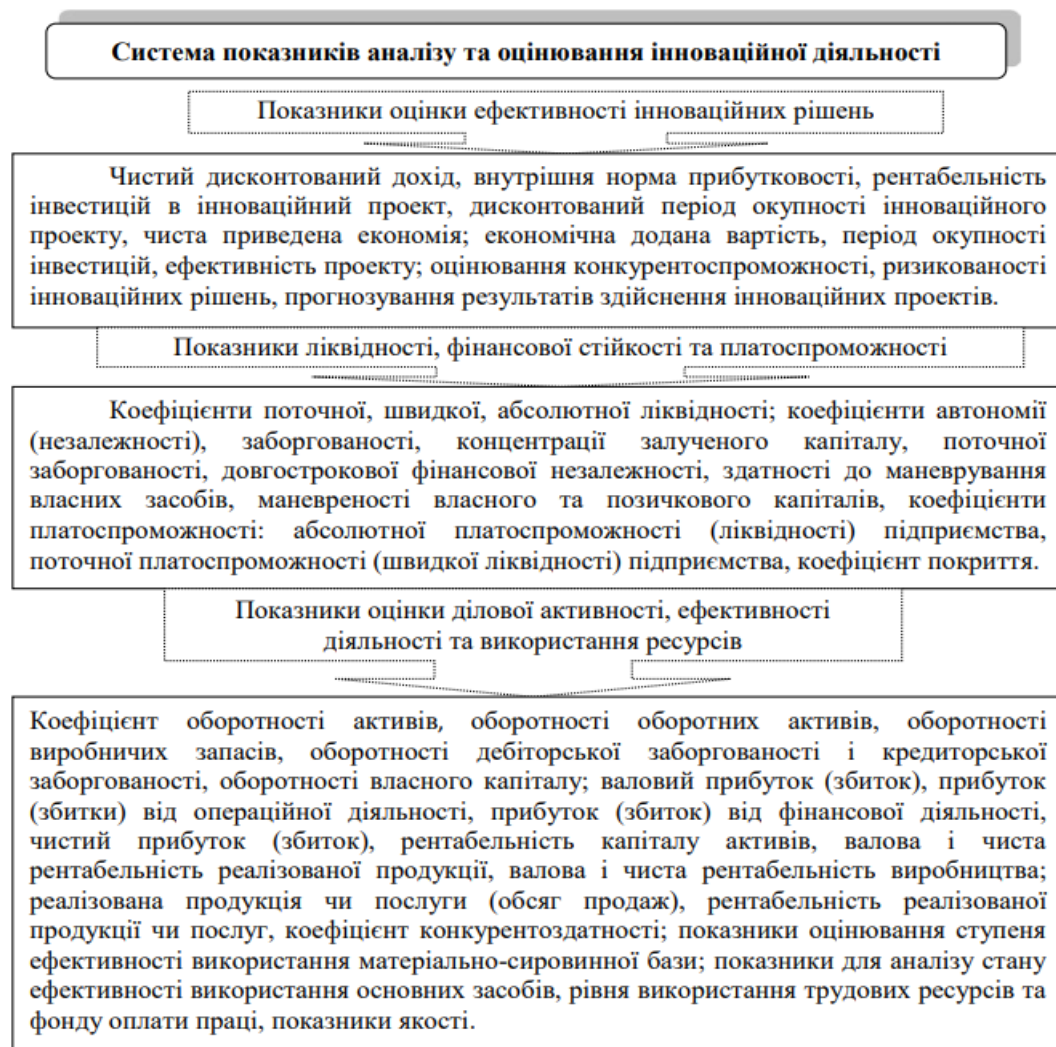 Система показників аналізу та оцінювання інноваційної діяльності
Показники оцінки ефективності інноваційних рішень
Чистий дисконтований дохід, внутрішня норма прибутковості, рентабельність
інвестицій в інноваційний проект, дисконтований період окупності інноваційного
проекту, чиста приведена економія; економічна додана вартість, період окупності
інвестицій, ефективність проекту; оцінювання конкурентоспроможності, ризикованості
інноваційних рішень, прогнозування результатів здійснення інноваційних проектів.
Показники ліквідності, фінансової стійкості та платоспроможності
Коефіцієнти поточної, швидкої, абсолютної ліквідності; коефіцієнти автономії
(незалежності), заборгованості, концентрації залученого капіталу, поточної
заборгованості, довгострокової фінансової незалежності, здатності до маневрування
власних засобів, маневреності власного та позичкового капіталів, коефіцієнти
платоспроможності: абсолютної платоспроможності (ліквідності) підприємства,
поточної платоспроможності (швидкої ліквідності) підприємства, коефіцієнт покриття.
Показники оцінки ділової активності, ефективності
діяльності та використання ресурсів
Коефіцієнт оборотності активів, оборотності оборотних активів, оборотності
виробничих запасів, оборотності дебіторської заборгованості і кредиторської
заборгованості, оборотності власного капіталу; валовий прибуток (збиток), прибуток
(збитки) від операційної діяльності, прибуток (збиток) від фінансової діяльності,
чистий прибуток (збиток), рентабельність капіталу активів, валова і чиста
рентабельність реалізованої продукції, валова і чиста рентабельність виробництва;
реалізована продукція чи послуги (обсяг продаж), рентабельність реалізованої
продукції чи послуг, коефіцієнт конкурентоздатності; показники оцінювання ступеня
ефективності використання матеріально-сировинної бази; показники для аналізу стану
ефективності використання основних засобів, рівня використання трудових ресурсів та
фонду оплати праці, показники якості.